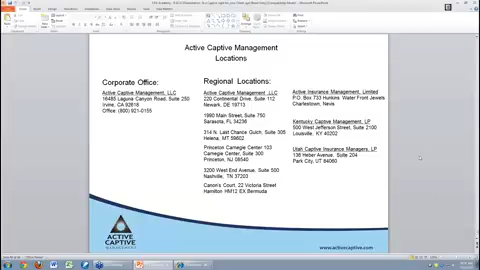 Active Captive Management
Locations
Corporate Office:
Active Captive Management, LLC
16485 Laguna Canyon Road, Suite 250
Irvine, CA 92618
Office: (800) 921-0155
Regional Locations:
Active Captive Management ,LLC
220 Continental Drive, Suite 112
Newark, DE 19713
1990 Main Street, Suite 750
Sarasota, FL 34236
314 N. Last Chance Gulch, Suite 305
Helena, MT 59602
Princeton Carnegie Center 103
Carnegie Center, Suite 300
Princeton, NJ 08540
3200 West End Avenue, Suite 500
Nashville, TN 37203
Canon's Court, 22 Victoria Street
Hamilton HM12 EX Bermuda
Active Insurance Management, Limited
P.O. Box 733 Hunkins Water Front Jewels
Charlestown, Nevis
Kentucky Captive Management, LP
500 West Jefferson Street, Suite 2100
Louisville, KY 40202
Utah Captive Insurance Managers, LP
136 Heber Avenue, Suite 204
Park City, UT 84060
ACTIVE CAPTIVE
MANAGEMENT
www.activecaptive.com